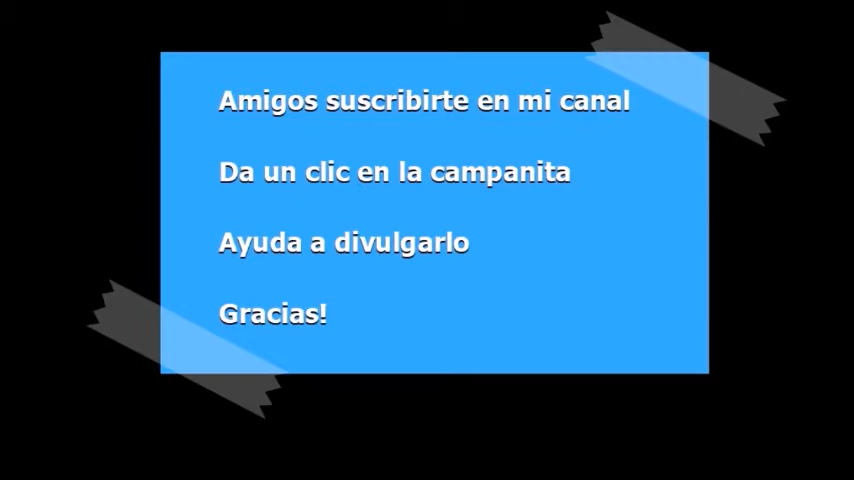 Amigos suscribirte en mi canal
Da un clic en la campanita
Ayuda a divulgarlo
Gracias!